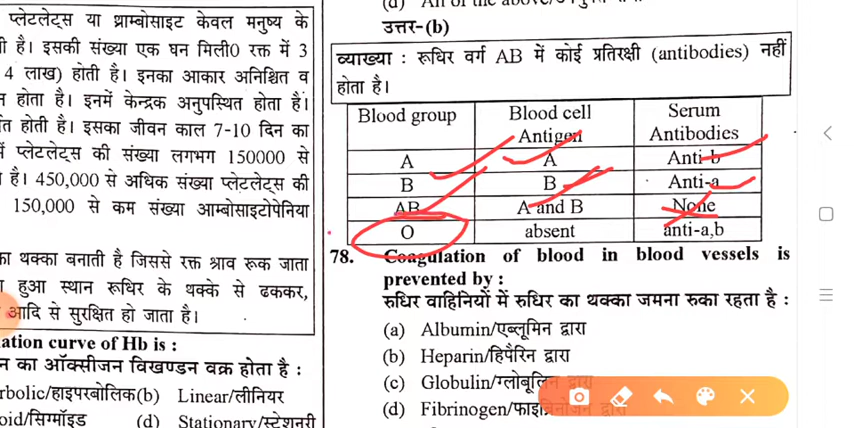 प्लेटलेट्स या थ्राम्बोसाइट केवल मनुष्य के
है। इसकी संख्या एक घन मिली0 रक्त में 3
4 लाख) होती है। इनका आकार अनिश्चित व
होता है। इनमें केन्द्रक अनुपस्थित होता है।
होती है। इसका जीवन काल 7-10 दिन का
प्लेटलेट्स की संख्या लगभग 150000 से
है। 450,000 से अधिक संख्या प्लेटलेट्स की
150,000 से कम संख्या आम्बोसाइटोपेनिया
का थक्का बनाती है जिससे रक्त श्राव रूक जाता
हुआ स्थान रूधिर के थक्के से ढककर,
आदि से सुरक्षित हो जाता है।
ation curve of Hb is :
न का ऑक्सीजन विखण्डन वक्र होता है :
rbolic/हाइपरबोलिक (b) Linear/लीनियर
oid/सिग्मॉइड (d) Stationary/स्टेशनरी
उत्तर-(b)
व्याख्या : रूधिर वर्ग AB में कोई प्रतिरक्षी (antibodies) नहीं
होता है।
Blood group Blood cell Antigen Serum Antibodies
A A Anti-b
B B Anti-a
AB A and B None
O absent anti-a,b
78. Coagulation of blood in blood vessels is
prevented by :
रुधिर वाहिनियों में रुधिर का थक्का जमना रुका रहता है :
(a) Albumin/एब्लूमिन द्वारा
(b) Heparin/हिपैरिन द्वारा
(c) Globulin/ग्लोबूलिन द्वारा
(d) Fibrinogen/फाइब्रिनोजन द्वारा